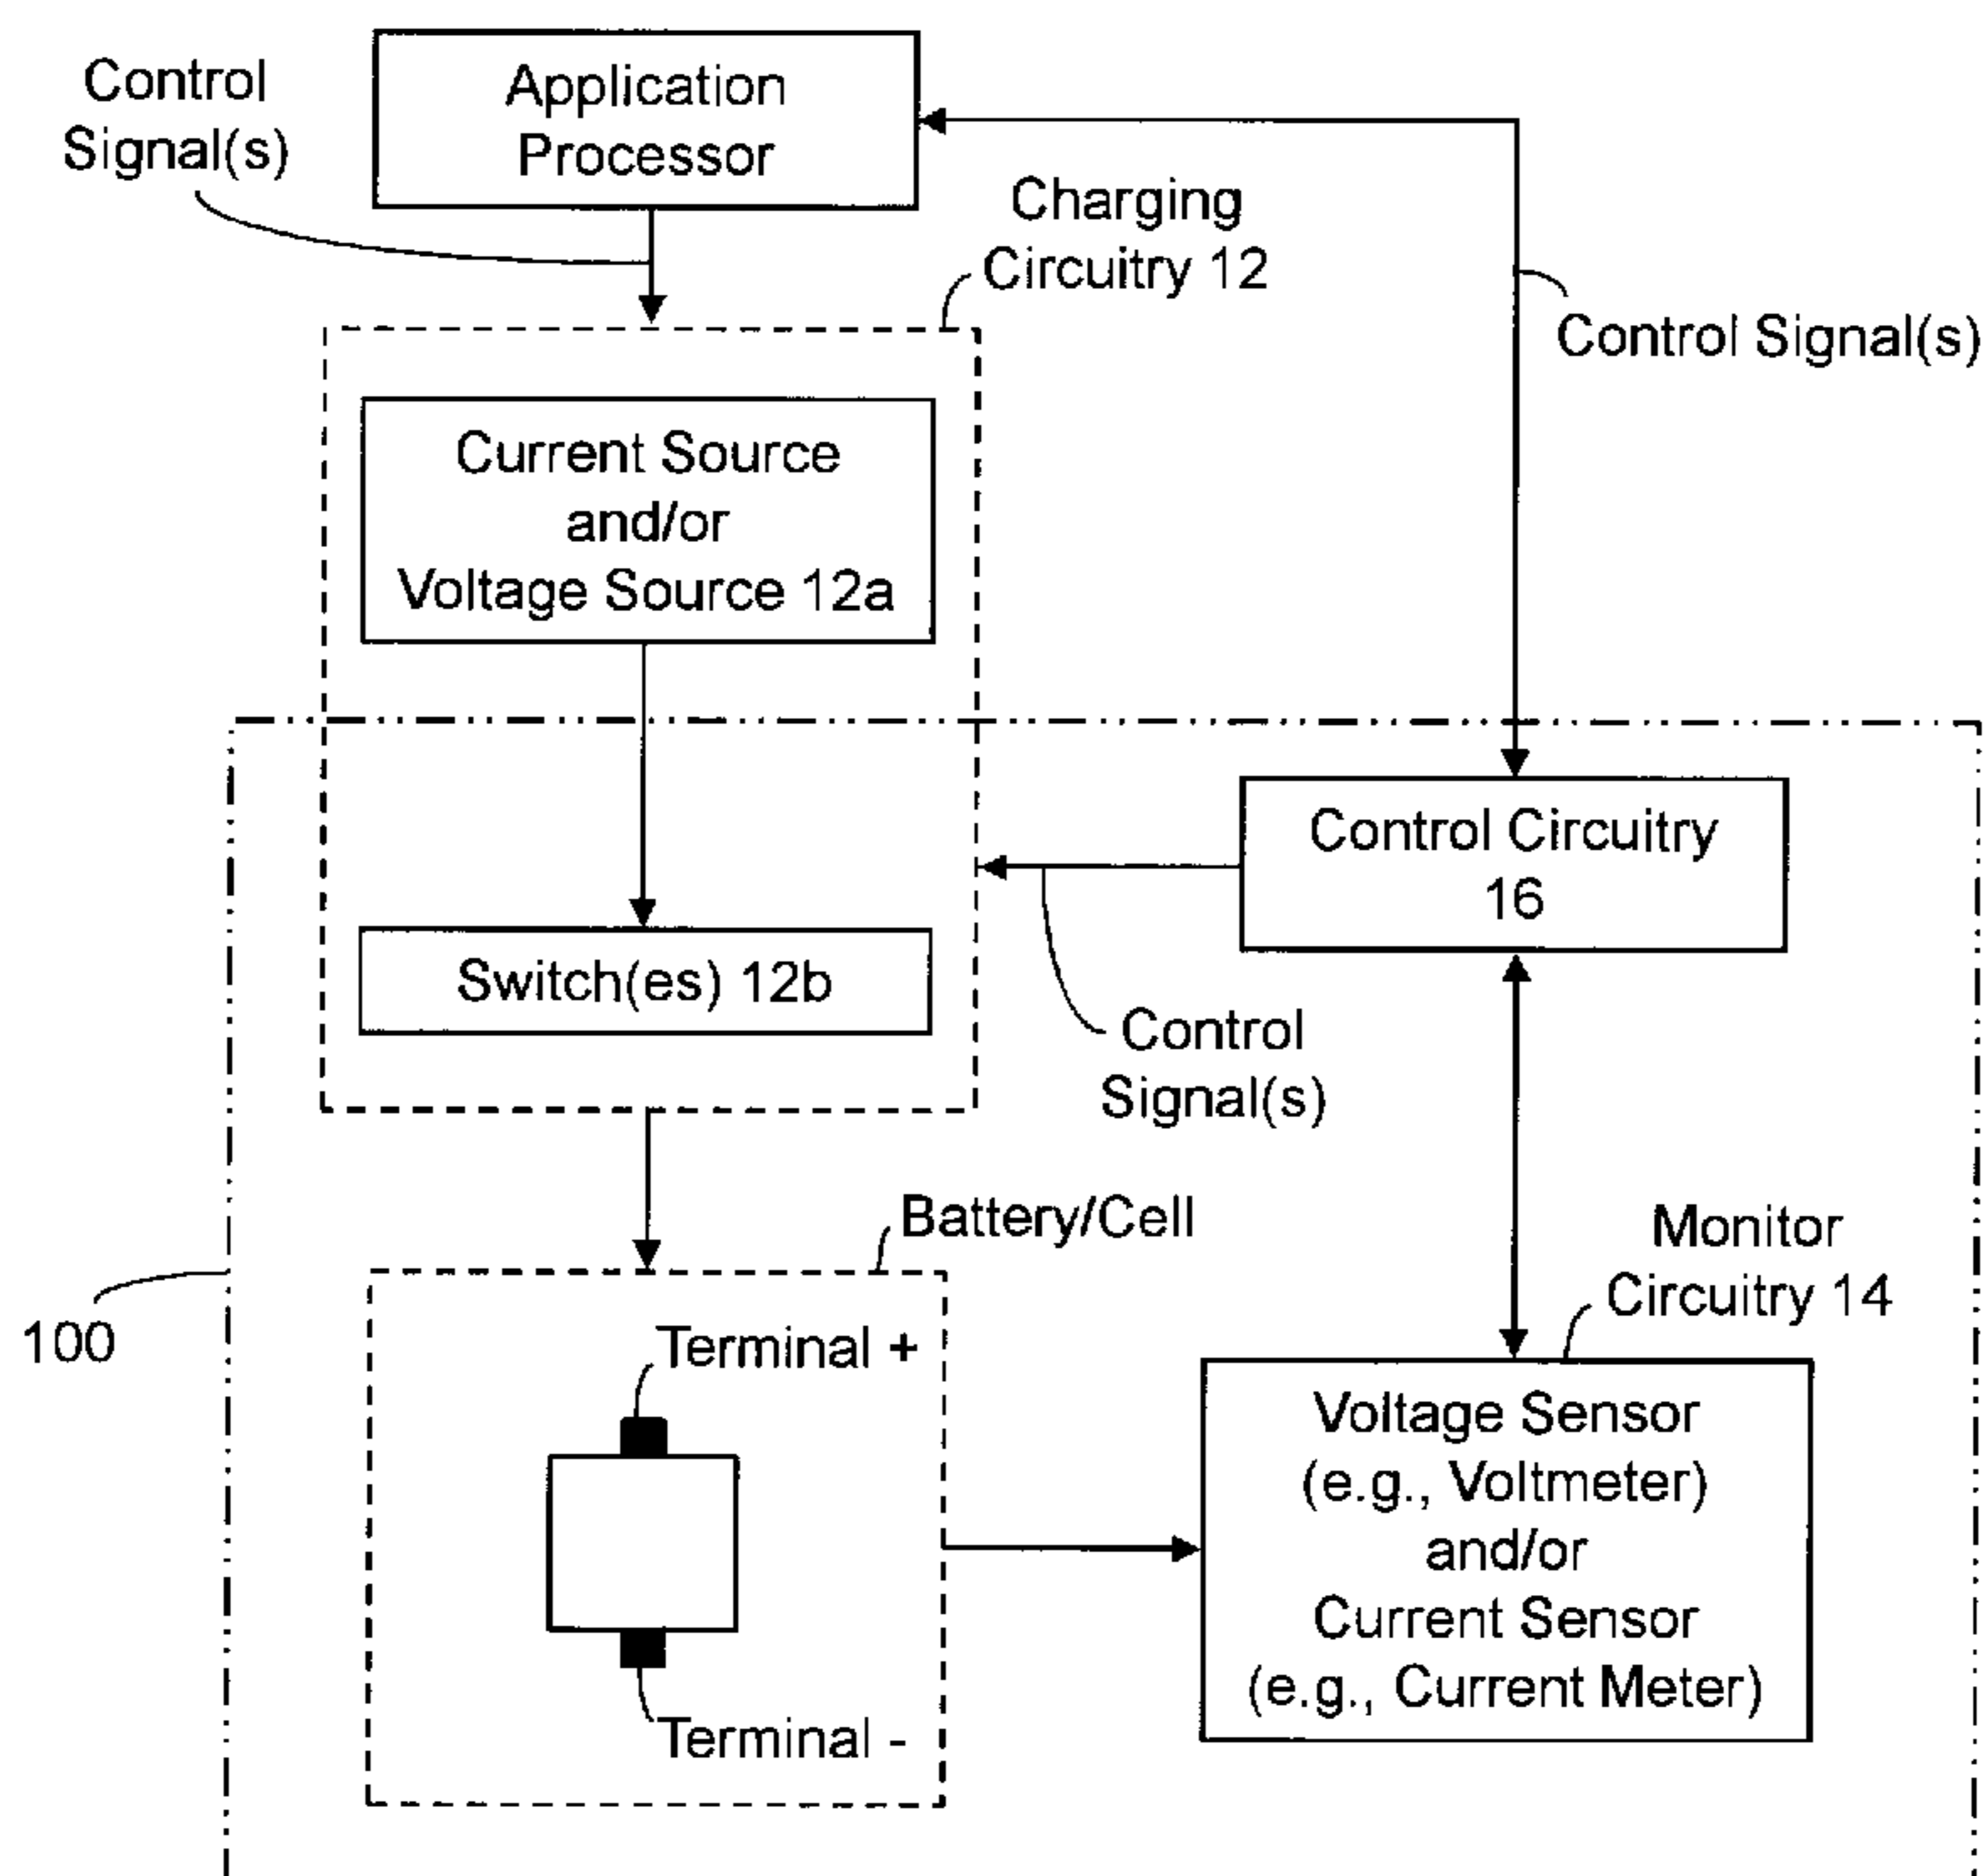 Control
Signal(s)
Application
Processor
Charging
Circuitry 12
Control Signal(s)
Current Source
and/or
Voltage Source 12a
Control Circuitry
16
Switch(es) 12b
Control
Signal(s)
Battery/Cell
Monitor
Circuitry 14
100
Terminal +
Terminal -
Voltage Sensor
(e.g., Voltmeter)
and/or
Current Sensor
(e.g., Current Meter)